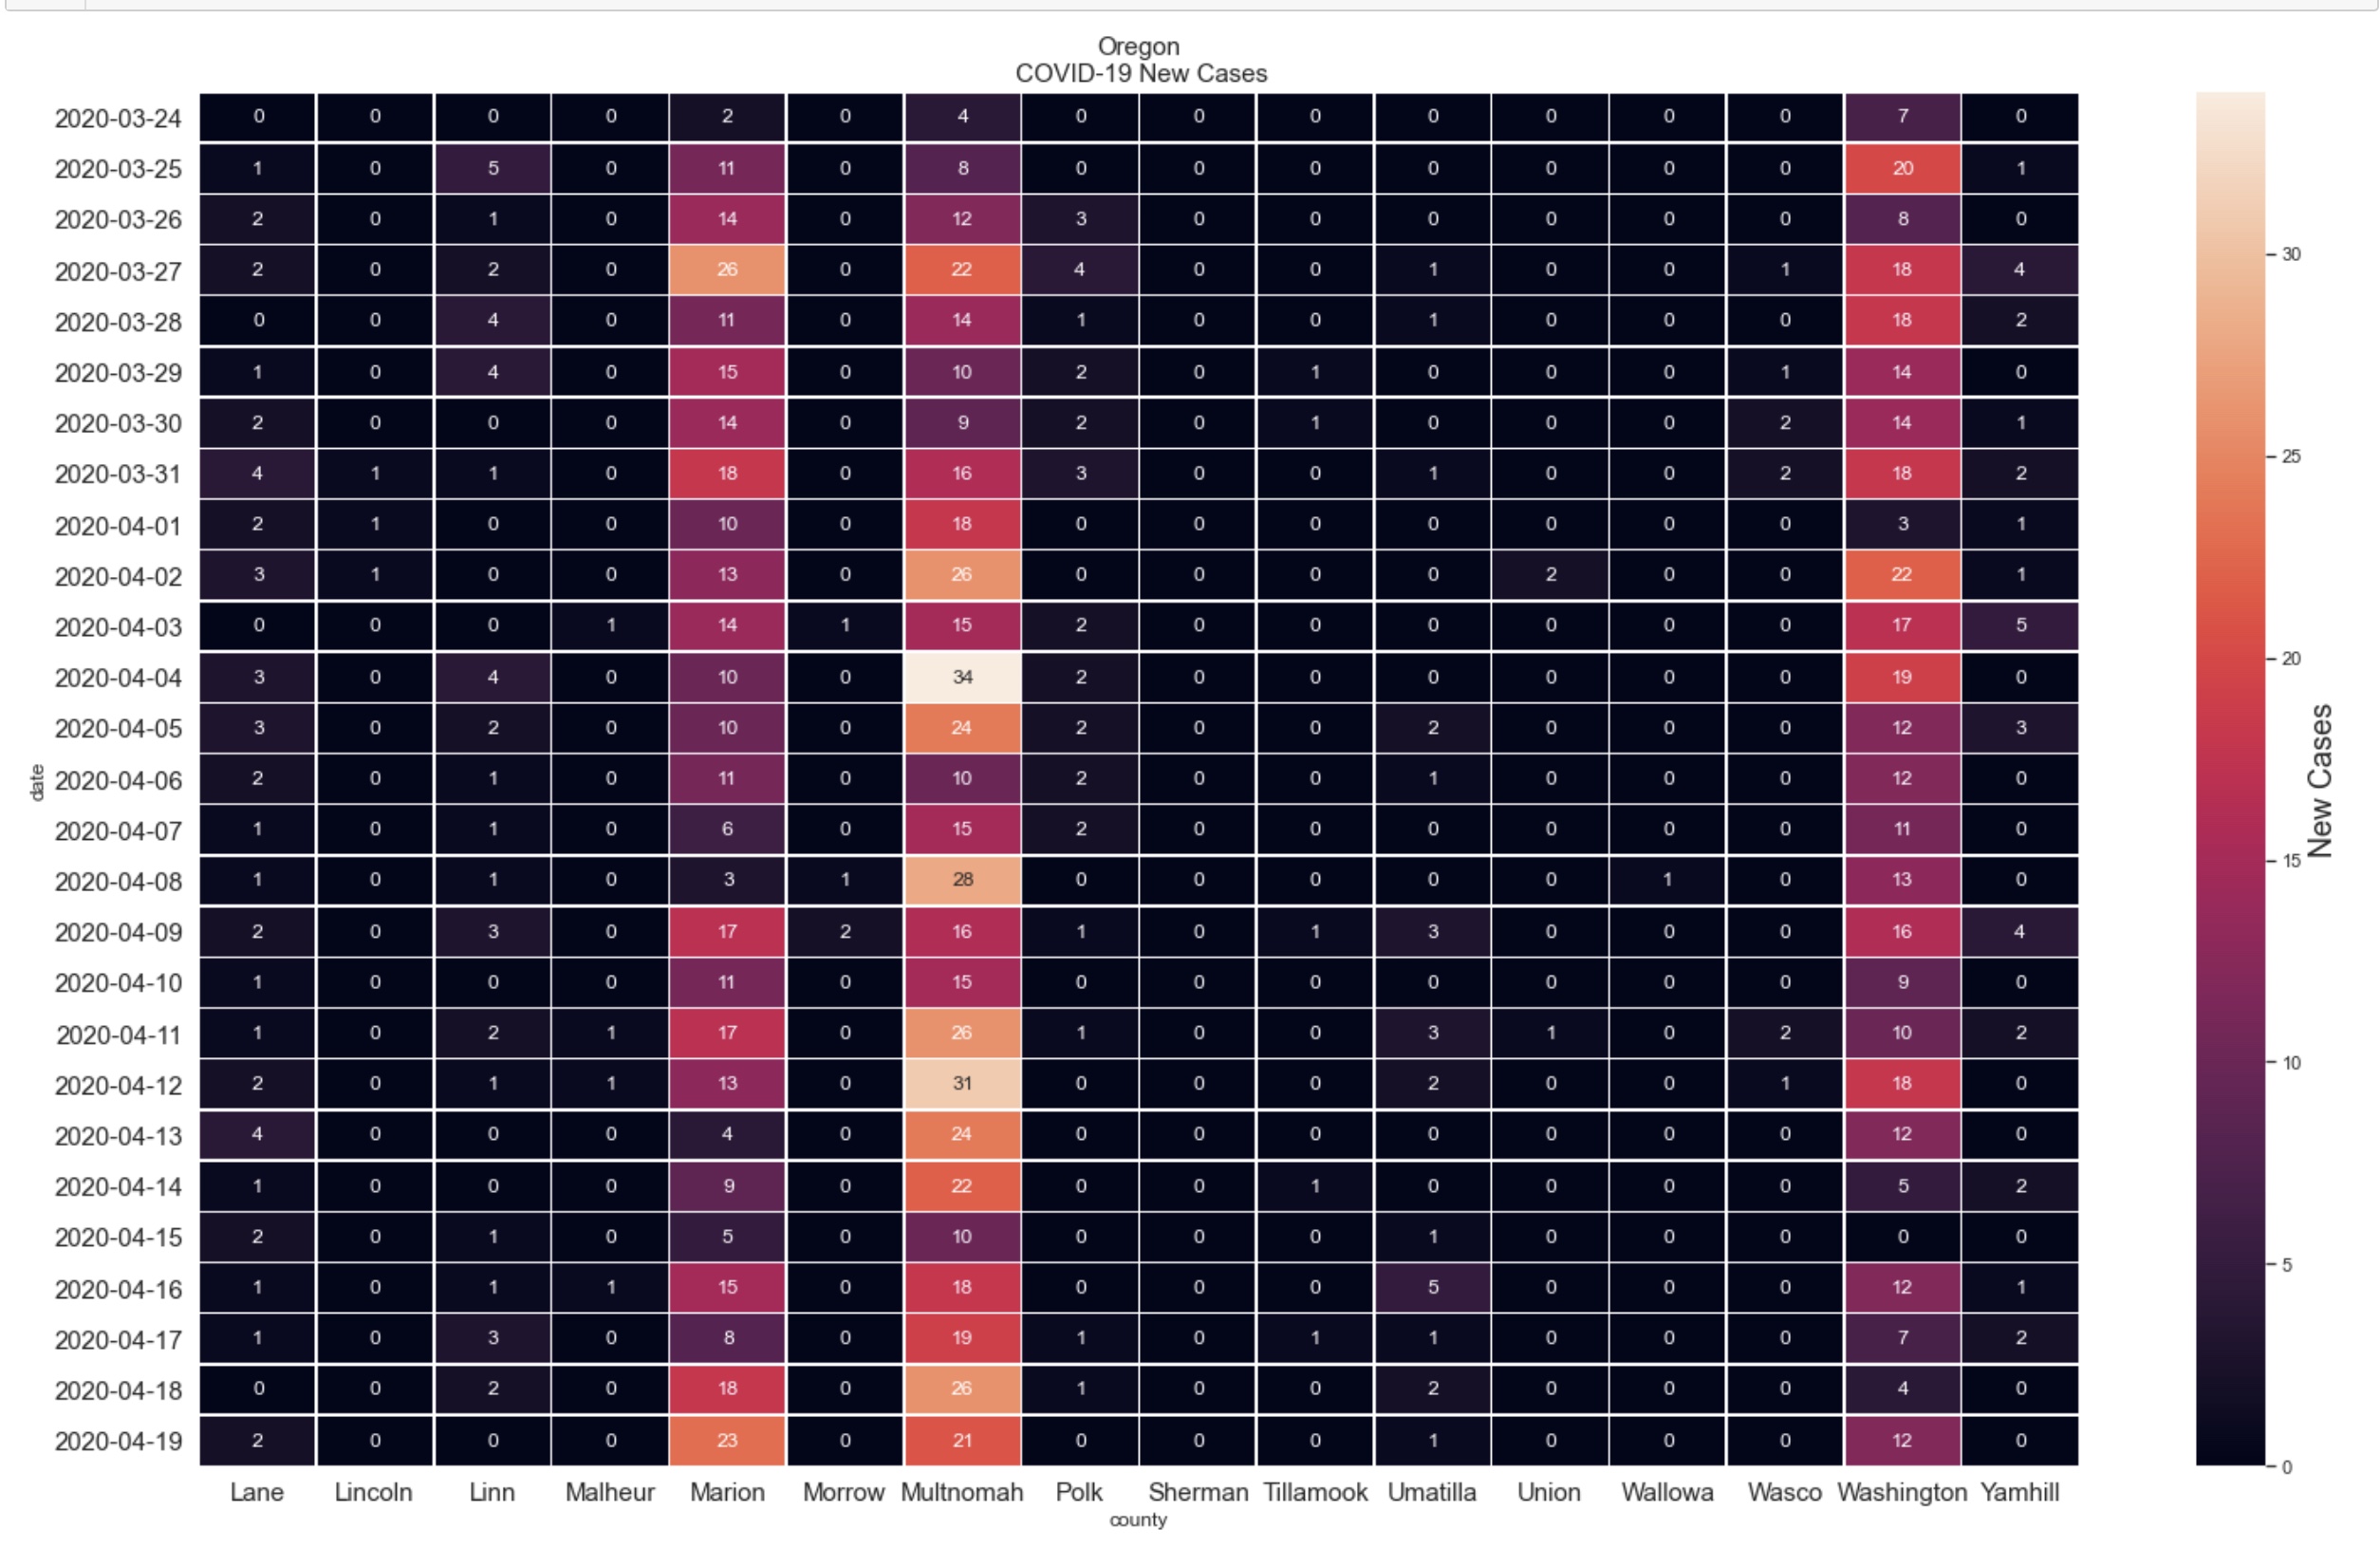 Oregon
COVID-19 New Cases
2020-03-24 0 0 0 0 2 0 4 0 0 0 0 0 0 0 7 0
2020-03-25 1 0 5 0 11 0 8 0 0 0 0 0 0 0 20 1
2020-03-26 2 0 1 0 14 0 12 3 0 0 0 0 0 0 8 0
2020-03-27 2 0 2 0 26 0 22 4 0 0 1 0 0 1 18 4
2020-03-28 0 0 4 0 11 0 14 1 0 0 1 0 0 0 18 2
2020-03-29 1 0 4 0 15 0 10 2 0 1 0 0 0 1 14 0
2020-03-30 2 0 0 0 14 0 9 2 0 1 0 0 0 2 14 1
2020-03-31 4 1 1 0 18 0 16 3 0 0 1 0 0 2 18 2
2020-04-01 2 1 0 0 10 0 18 0 0 0 0 0 0 0 3 1
2020-04-02 3 1 0 0 13 0 26 0 0 0 0 2 0 0 22 1
2020-04-03 0 0 0 1 14 1 15 2 0 0 0 0 0 0 17 5
2020-04-04 3 0 4 0 10 0 34 2 0 0 0 0 0 0 19 0
2020-04-05 3 0 2 0 10 0 24 2 0 0 2 0 0 0 12 3
2020-04-06 2 0 1 0 11 0 10 2 0 0 1 0 0 0 12 0
2020-04-07 1 0 1 0 6 0 15 2 0 0 0 0 0 0 11 0
2020-04-08 1 0 1 0 3 1 28 0 0 0 0 0 1 0 13 0
2020-04-09 2 0 3 0 17 2 16 1 0 1 3 0 0 0 16 4
2020-04-10 1 0 0 0 11 0 15 0 0 0 0 0 0 0 9 0
2020-04-11 1 0 2 1 17 0 26 1 0 0 3 1 0 2 10 2
2020-04-12 2 0 1 1 13 0 31 0 0 0 2 0 0 1 18 0
2020-04-13 4 0 0 0 4 0 24 0 0 0 0 0 0 0 12 0
2020-04-14 1 0 0 0 9 0 22 0 0 1 0 0 0 0 5 2
2020-04-15 2 0 1 0 5 0 10 0 0 0 1 0 0 0 0 0
2020-04-16 1 0 1 1 15 0 18 0 0 0 5 0 0 0 12 1
2020-04-17 1 0 3 0 8 0 19 1 0 1 1 0 0 0 7 2
2020-04-18 0 0 2 0 18 0 26 1 0 0 2 0 0 0 4 0
2020-04-19 2 0 0 0 23 0 21 0 0 0 1 0 0 0 12 0
Lane Lincoln Linn Malheur Marion Morrow Multnomah Polk Sherman Tillamook Umatilla Union Wallowa Wasco Washington Yamhill
county
date
30
25
20
15
10
5
0
New Cases